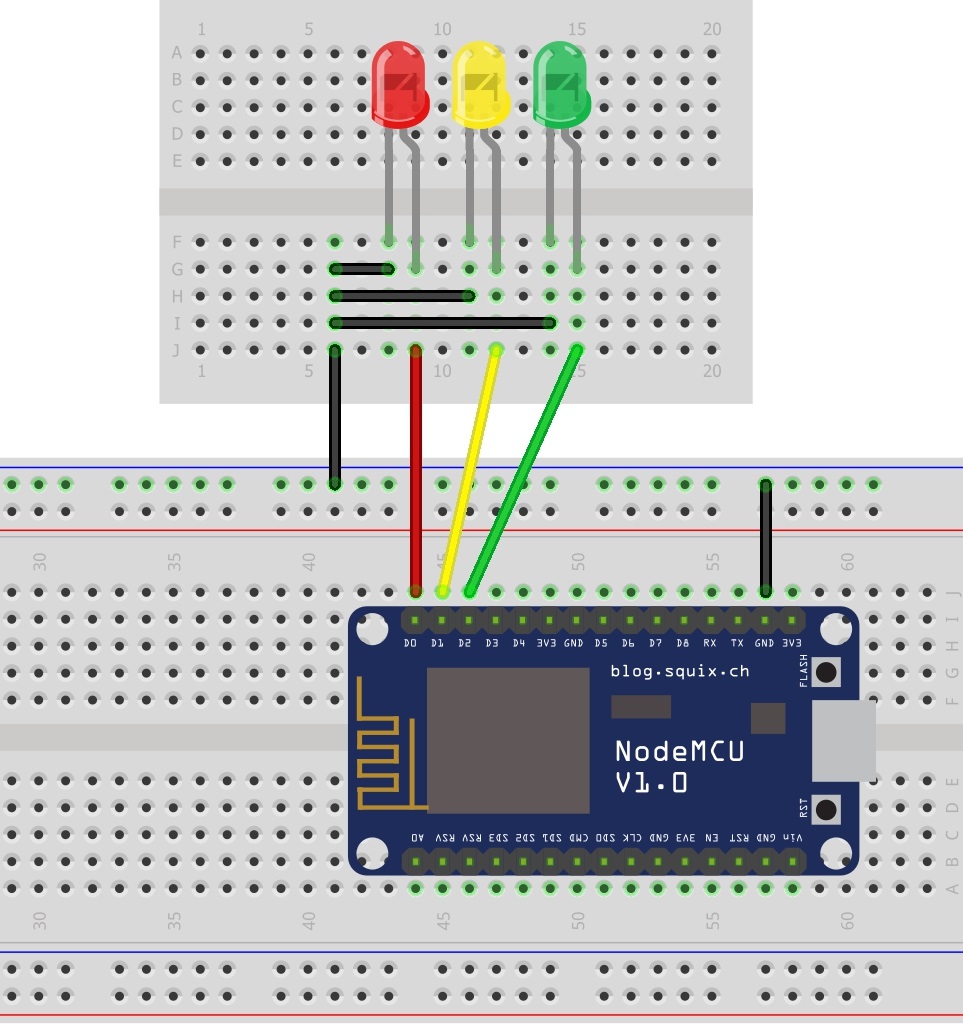 1 5 10 15 20
A
B
C
D
E
F
G
H
I
J
1 5 10 15 20
30 35 40 45 50 55 60
J
I
H
G
F
D0 D1 D2 D3 D4 3V3 GND D5 D6 D7 D8 RX TX GND 3V3
blog.squix.ch
FLASH
NodeMCU
V1.0
RST
A0 RSV RSV SD3 SD2 SD1 CMD SD0 CLK GND 3V3 EN RST GND Vin
E
D
C
B
A
30 35 40 45 50 55 60